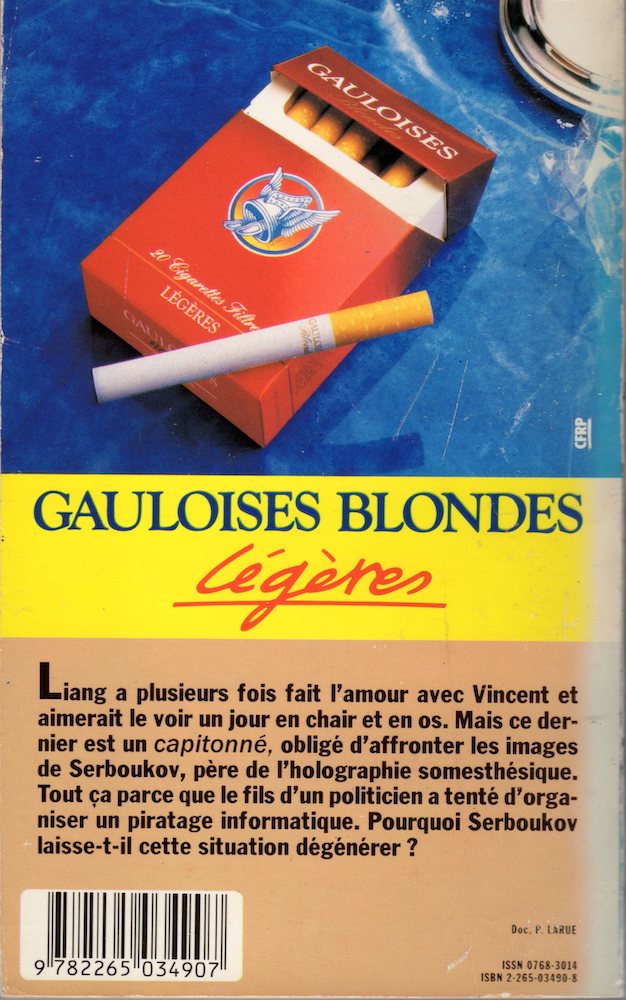 GAULOISES
Blondes
20 Cigarettes Filtre
LÉGÈRES
GAULOISES
GAULOISES
Blondes
CFRP
GAULOISES BLONDES
légères
Liang a plusieurs fois fait l'amour avec Vincent et
aimerait le voir un jour en chair et en os. Mais ce der-
nier est un capitonné, obligé d'affronter les images
de Serboukov, père de l'holographie somesthésique.
Tout ça parce que le fils d'un politicien a tenté d'orga-
niser un piratage informatique. Pourquoi Serboukov
laisse-t-il cette situation dégénérer ?
Doc. P. LARUE
9 782265 034907
ISSN 0768-3014
ISBN 2-265-03490-8